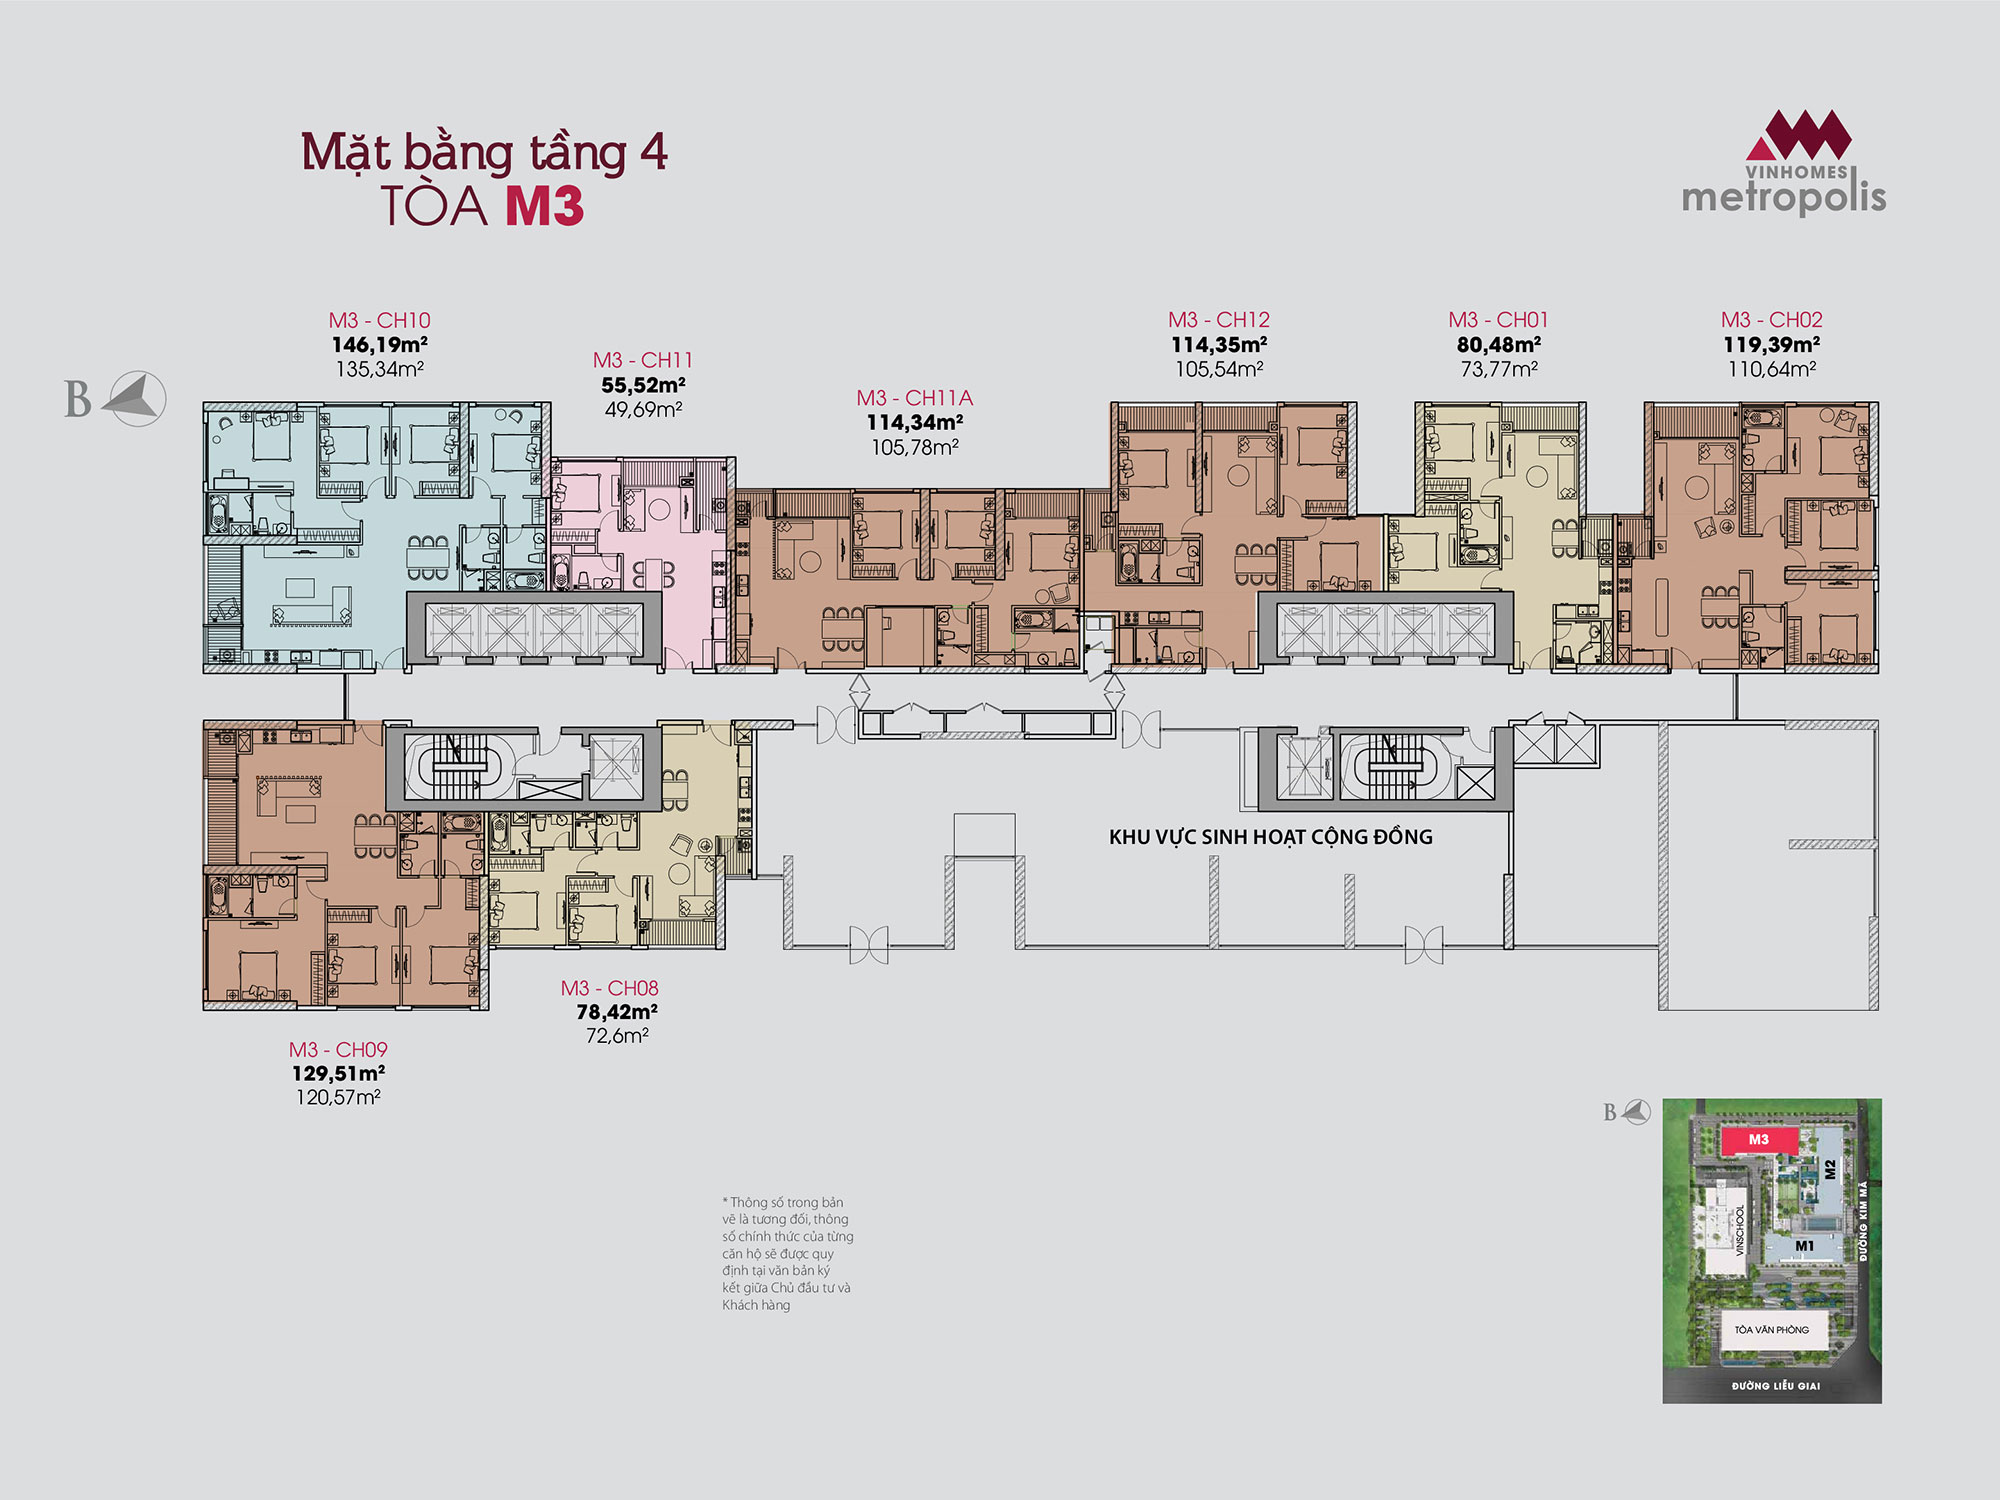 Mặt bằng tầng 4
TÒA M3
VINHOMES
metropolis
M3 - CH10
146,19m²
135,34m²
M3 - CH11
55,52m²
49,69m²
M3 - CH11A
114,34m²
105,78m²
M3 - CH12
114,35m²
105,54m²
M3 - CH01
80,48m²
73,77m²
M3 - CH02
119,39m²
110,64m²
B
KHU VỰC SINH HOẠT CỘNG ĐỒNG
M3 - CH08
78,42m²
72,6m²
M3 - CH09
129,51m²
120,57m²
* Thông số trong bản
vẽ là tương đối, thông
số chính thức của từng
căn hộ sẽ được quy
định tại văn bản ký
kết giữa Chủ đầu tư và
Khách hàng
B
M3
M2
ĐƯỜNG KIM MÃ
VINSCHOOL
M1
TÒA VĂN PHÒNG
ĐƯỜNG LIỄU GIAI